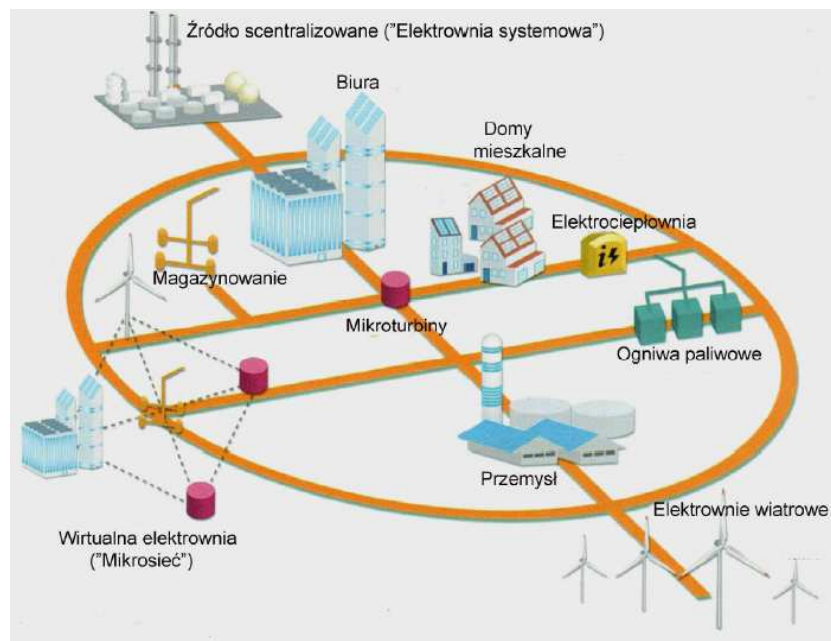 Źródło scentralizowane ("Elektrownia systemowa")
Biura
Domy
mieszkalne
Elektrociepłownia
Magazynowanie
Mikroturbiny
Ogniwa paliwowe
Przemysł
Elektrownie wiatrowe
Wirtualna elektrownia
("Mikrosieć")